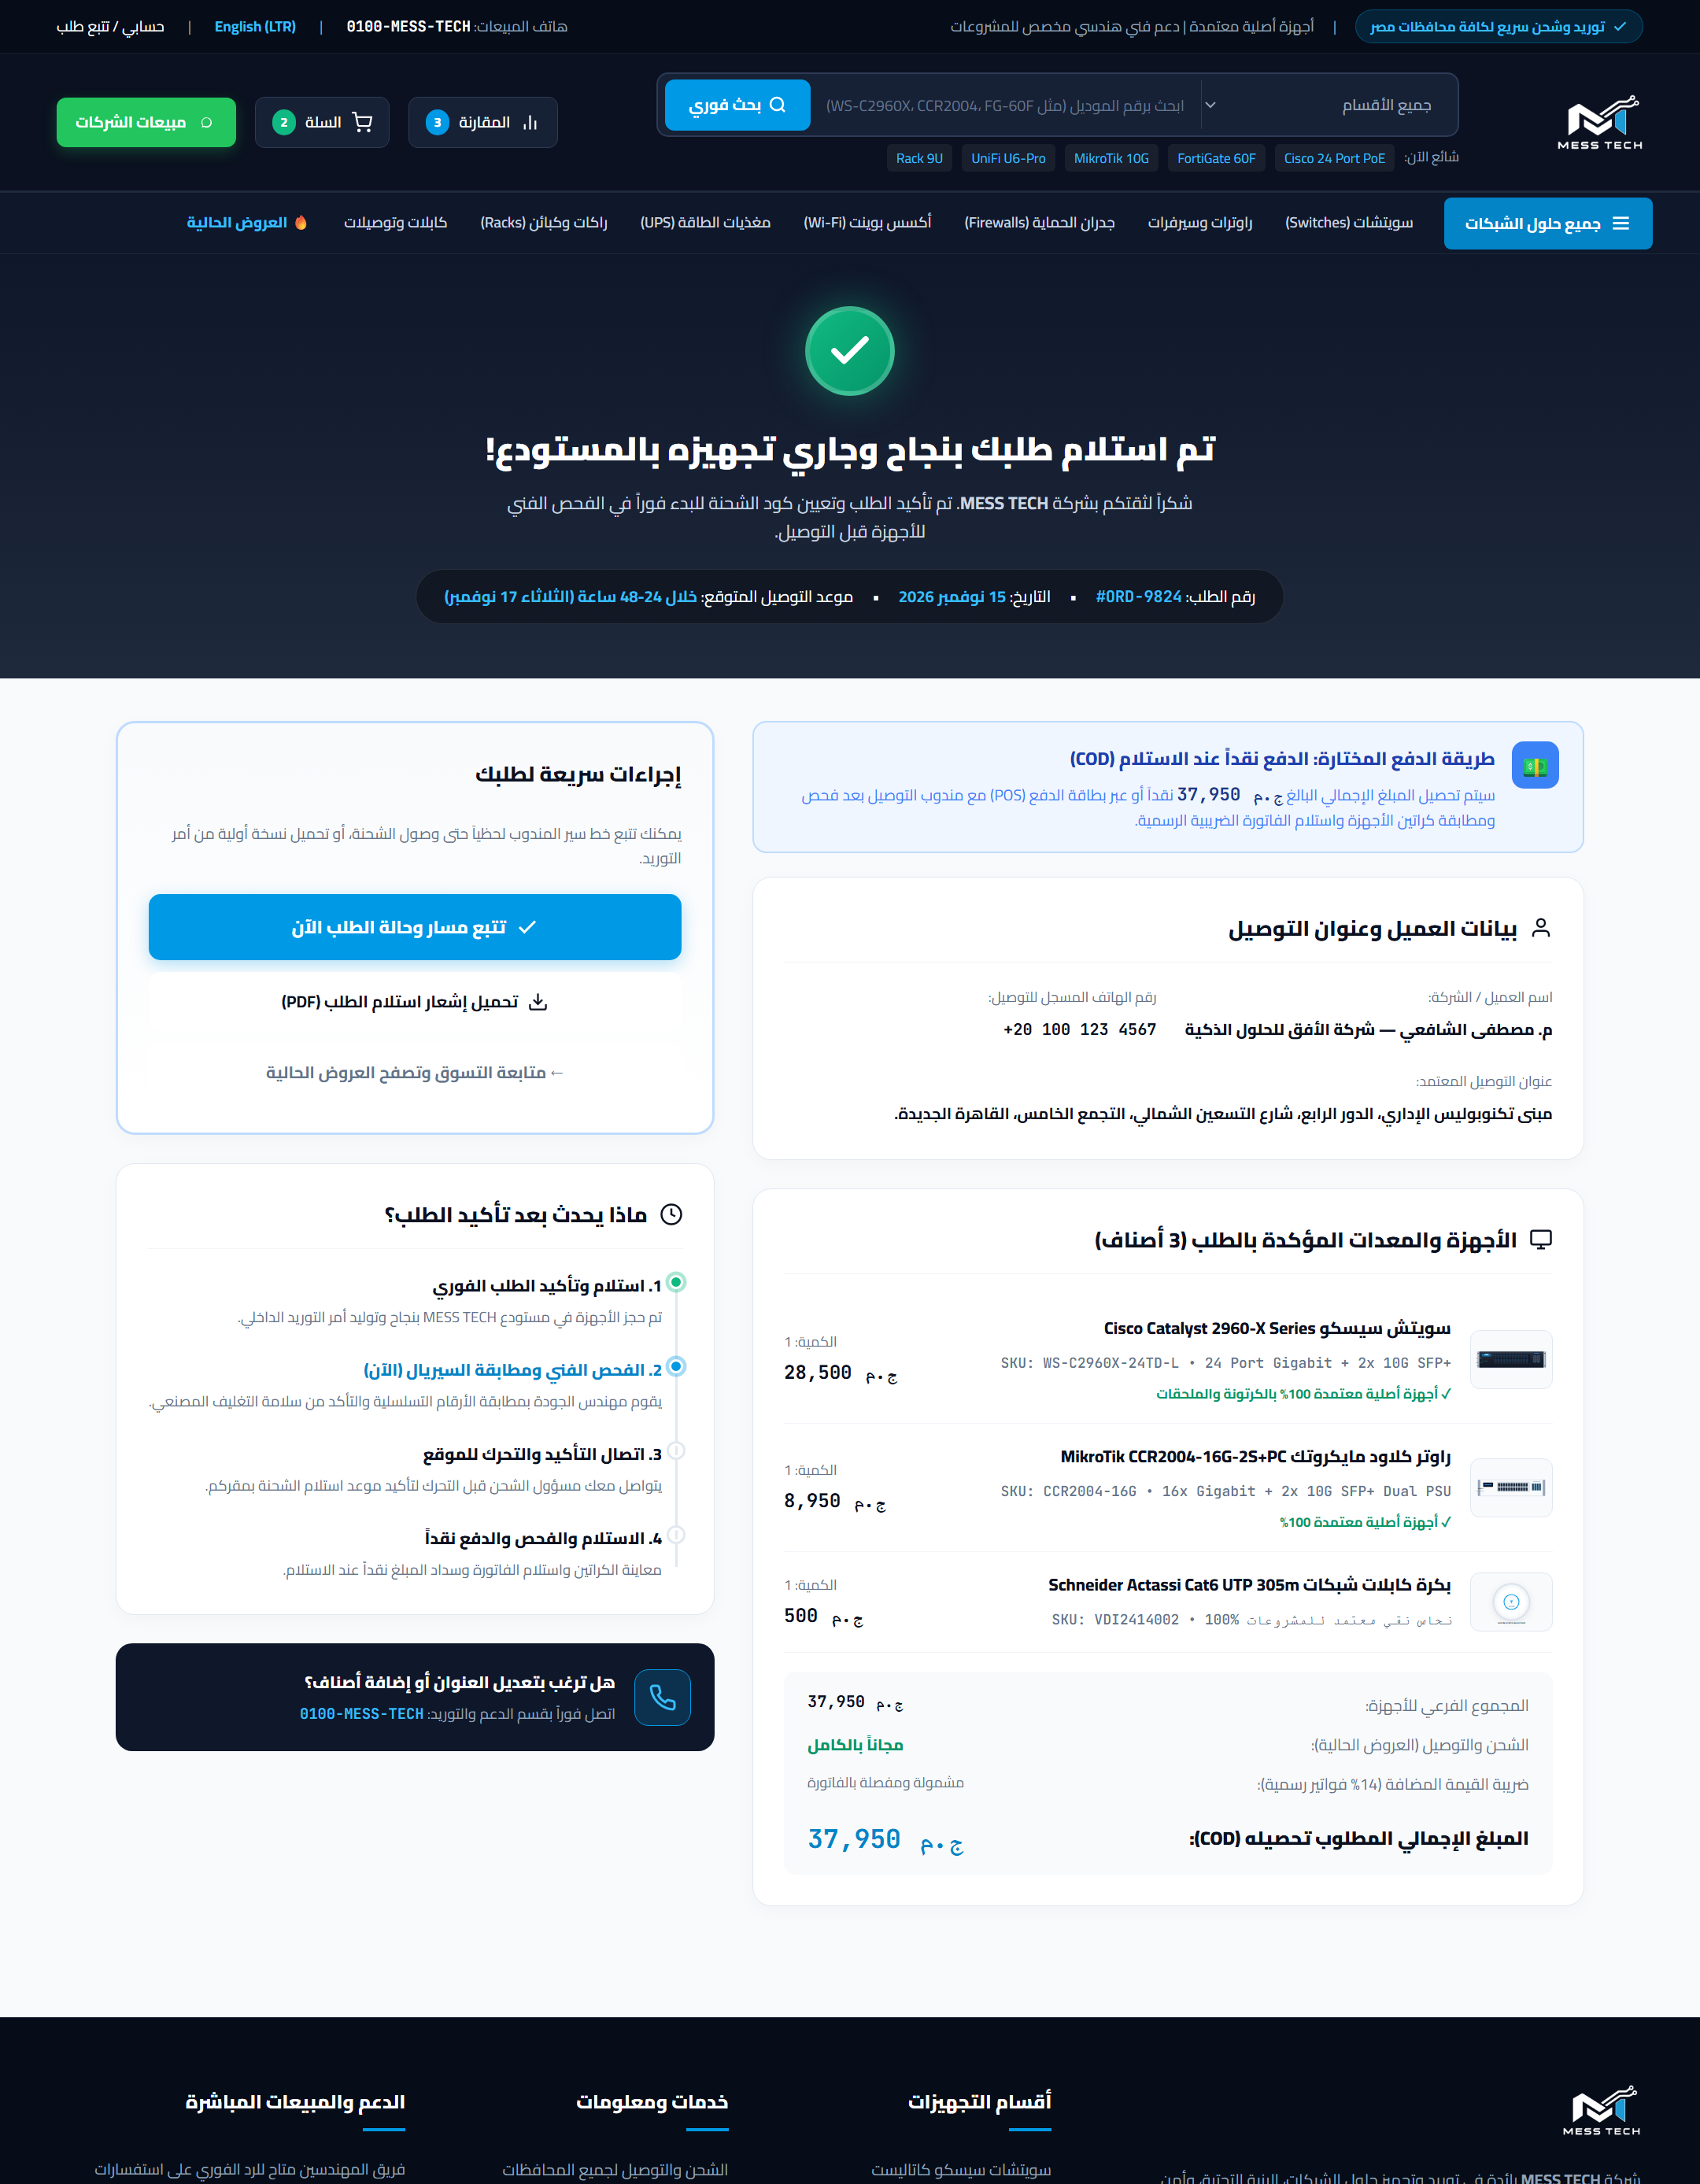 توريد وشحن سريع لكافة محافظات مصر
|
أجهزة أصلية معتمدة | دعم فني هندسي مخصص للمشروعات
هاتف المبيعات: 0100-MESS-TECH
|
English (LTR)
|
حسابي / تتبع طلب
MESS TECH
جميع الأقسام
ابحث برقم الموديل (مثل WS-C2960X، CCR2004، FG-60F)
بحث فوري
المقارنة 3
السلة 2
مبيعات الشركات
شائع الآن:
Cisco 24 Port PoE
FortiGate 60F
MikroTik 10G
UniFi U6-Pro
Rack 9U
جميع حلول الشبكات
سويتشات (Switches)
راوترات وسيرفرات
جدران الحماية (Firewalls)
أكسس بوينت (Wi-Fi)
مغذيات الطاقة (UPS)
راكات وكبائن (Racks)
كابلات وتوصيلات
🔥 العروض الحالية
تم استلام طلبك بنجاح وجاري تجهيزه بالمستودع!
شكراً لثقتكم بشركة MESS TECH. تم تأكيد الطلب وتعيين كود الشحنة للبدء فوراً في الفحص الفني
للأجهزة قبل التوصيل.
رقم الطلب: #ORD-9824 • التاريخ: 15 نوفمبر 2026 • موعد التوصيل المتوقع: خلال 24-48 ساعة (الثلاثاء 17 نوفمبر)
طريقة الدفع المختارة: الدفع نقداً عند الاستلام (COD)
سيتم تحصيل المبلغ الإجمالي البالغ 37,950 ج.م نقداً أو عبر بطاقة الدفع (POS) مع مندوب التوصيل بعد فحص
ومطابقة كراتين الأجهزة واستلام الفاتورة الضريبية الرسمية.
بيانات العميل وعنوان التوصيل
اسم العميل / الشركة:
م. مصطفى الشافعي — شركة الأفق للحلول الذكية
رقم الهاتف المسجل للتوصيل:
+20 100 123 4567
عنوان التوصيل المعتمد:
مبنى تكنوبوليس الإداري، الدور الرابع، شارع التسعين الشمالي، التجمع الخامس، القاهرة الجديدة.
الأجهزة والمعدات المؤكدة بالطلب (3 أصناف)
سويتش سيسكو Cisco Catalyst 2960-X Series
SKU: WS-C2960X-24TD-L • 24 Port Gigabit + 2x 10G SFP+
✓ أجهزة أصلية معتمدة 100% بالكرتونة والملحقات
الكمية: 1
28,500 ج.م
راوتر كلاود مايكروتك MikroTik CCR2004-16G-2S+PC
SKU: CCR2004-16G • 16x Gigabit + 2x 10G SFP+ Dual PSU
✓ أجهزة أصلية معتمدة 100%
الكمية: 1
8,950 ج.م
بكرة كابلات شبكات Schneider Actassi Cat6 UTP 305m
SKU: VDI2414002 • 100% نحاس نقي معتمد للمشروعات
الكمية: 1
500 ج.م
المجموع الفرعي للأجهزة:
37,950 ج.م
الشحن والتوصيل (العروض الحالية):
مجاناً بالكامل
ضريبة القيمة المضافة (14% فواتير رسمية):
مشمولة ومفصلة بالفاتورة
المبلغ الإجمالي المطلوب تحصيله (COD):
37,950 ج.م
إجراءات سريعة لطلبك
يمكنك تتبع خط سير المندوب لحظياً حتى وصول الشحنة، أو تحميل نسخة أولية من أمر
التوريد.
تتبع مسار وحالة الطلب الآن
تحميل إشعار استلام الطلب (PDF)
← متابعة التسوق وتصفح العروض الحالية
ماذا يحدث بعد تأكيد الطلب؟
1. استلام وتأكيد الطلب الفوري
تم حجز الأجهزة في مستودع MESS TECH بنجاح وتوليد أمر التوريد الداخلي.
2. الفحص الفني ومطابقة السيريال (الآن)
يقوم مهندس الجودة بمطابقة الأرقام التسلسلية والتأكد من سلامة التغليف المصنعي.
3. اتصال التأكيد والتحرك للموقع
يتواصل معك مسؤول الشحن قبل التحرك لتأكيد موعد استلام الشحنة بمقركم.
4. الاستلام والفحص والدفع نقداً
معاينة الكراتين واستلام الفاتورة وسداد المبلغ نقداً عند الاستلام.
هل ترغب بتعديل العنوان أو إضافة أصناف؟
اتصل فوراً بقسم الدعم والتوريد: 0100-MESS-TECH
MESS TECH
شركة MESS TECH رائدة في توريد وتجهيز حلول الشبكات، البنية التحتية، وأمن
أقسام التجهيزات
سويتشات سيسكو كاتاليست
خدمات ومعلومات
الشحن والتوصيل لجميع المحافظات
الدعم والمبيعات المباشرة
فريق المهندسين متاح للرد الفوري على استفسارات